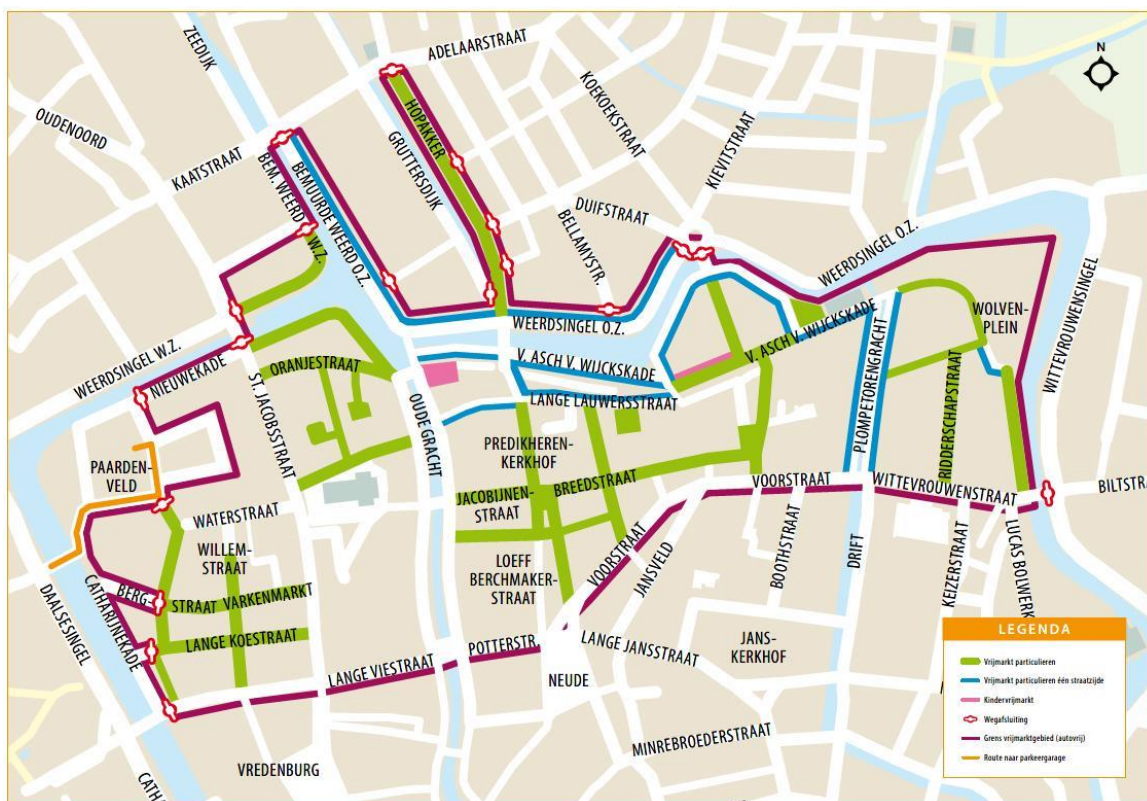 ZEEDIJK
ADELAARSTRAAT
N
OUDENOORD
KOEKOEKSTRAAT
HOPAKKER
KIEVITSTRAAT
KAATSTRAAT
BEM. WEERD
W.Z.
BEMUURDE WEERD O.Z.
GRUTTERSDIJK
DUIFSTRAAT
BELLAMYSTR.
WEERDSINGEL O.Z.
WEERDSINGEL W.Z.
NIEUWEKADE
ORANJESTRAAT
WEERDSINGEL O.Z.
V. ASCH V. WIJCKSKADE
WOLVEN-
PLEIN
WITTEVROUWENSINGEL
ST. JACOBSSTRAAT
V. ASCH V. WIJCKSKADE
LANGE LAUWERSSTRAAT
OUDE GRACHT
PLOMPETORENGRACHT
RIDDERSCHAPSTRAAT
PREDIKHEREN-
KERKHOF
PAARDEN-
VELD
JACOBIJNEN-
STRAAT
BREEDSTRAAT
VOORSTRAAT
WITTEVROUWENSTRAAT
BILTSTRA
WATERSTRAAT
WILLEM-
STRAAT
LOEFF
BERCHMAKER-
STRAAT
VOORSTRAAT
JANSVELD
BOOTHSTRAAT
DRIFT
KEIZERSTRAAT
LUCAS BOLWERK
DAALSESINGEL
CATHARIJNEKADE
BERG-
STRAAT
VARKENMARKT
LANGE KOESTRAAT
LANGE VIESTRAAT
POTTERSTR.
LANGE JANSSTRAAT
JANS-
KERKHOF
NEUDE
MINREBROEDERSTRAAT
VREDENBURG
CATH
LEGENDA
Vrijmarkt particulieren
Vrijmarkt particulieren één straatzijde
Kindervrijmarkt
Wegafsluiting
Grens vrijmarktgebied (autovrij)
Route naar parkeergarage